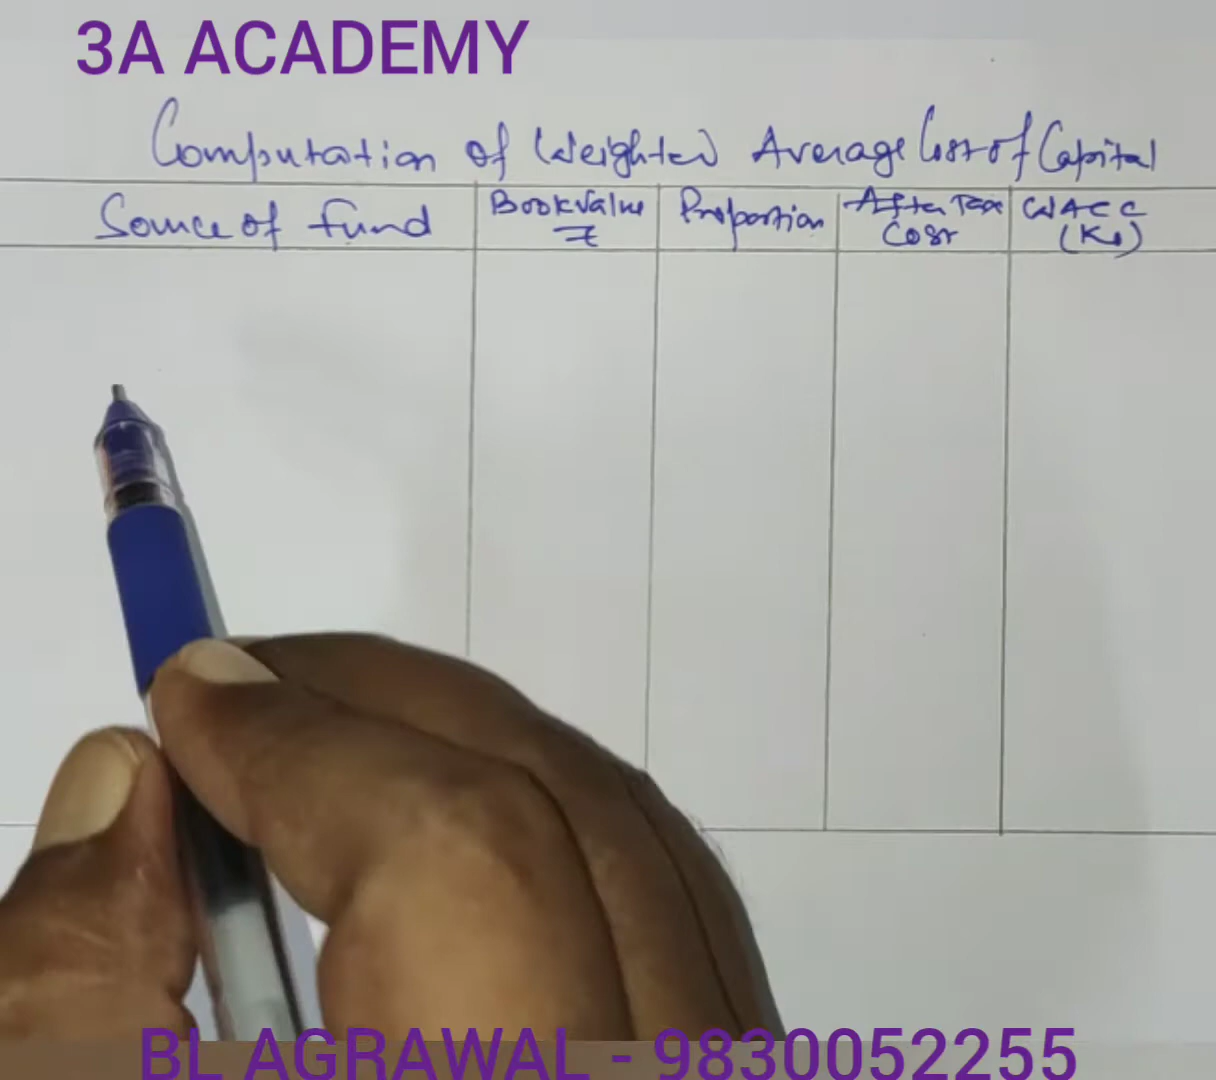 3A ACADEMY
Computation of Weighted Average Cost of Capital
Source of Fund
Book Value
₹
Proportion
After Tax
Cost
WACC
(Ko)
BL AGRAWAL - 9830052255